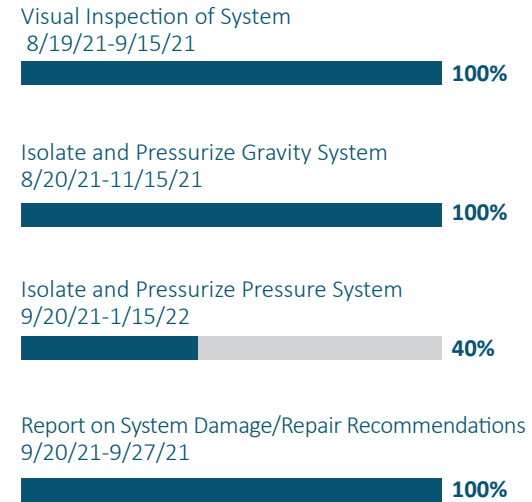 Visual Inspection of System
8/19/21-9/15/21
100%
Isolate and Pressurize Gravity System
8/20/21-11/15/21
100%
Isolate and Pressurize Pressure System
9/20/21-1/15/22
40%
Report on System Damage/Repair Recommendations
9/20/21-9/27/21
100%